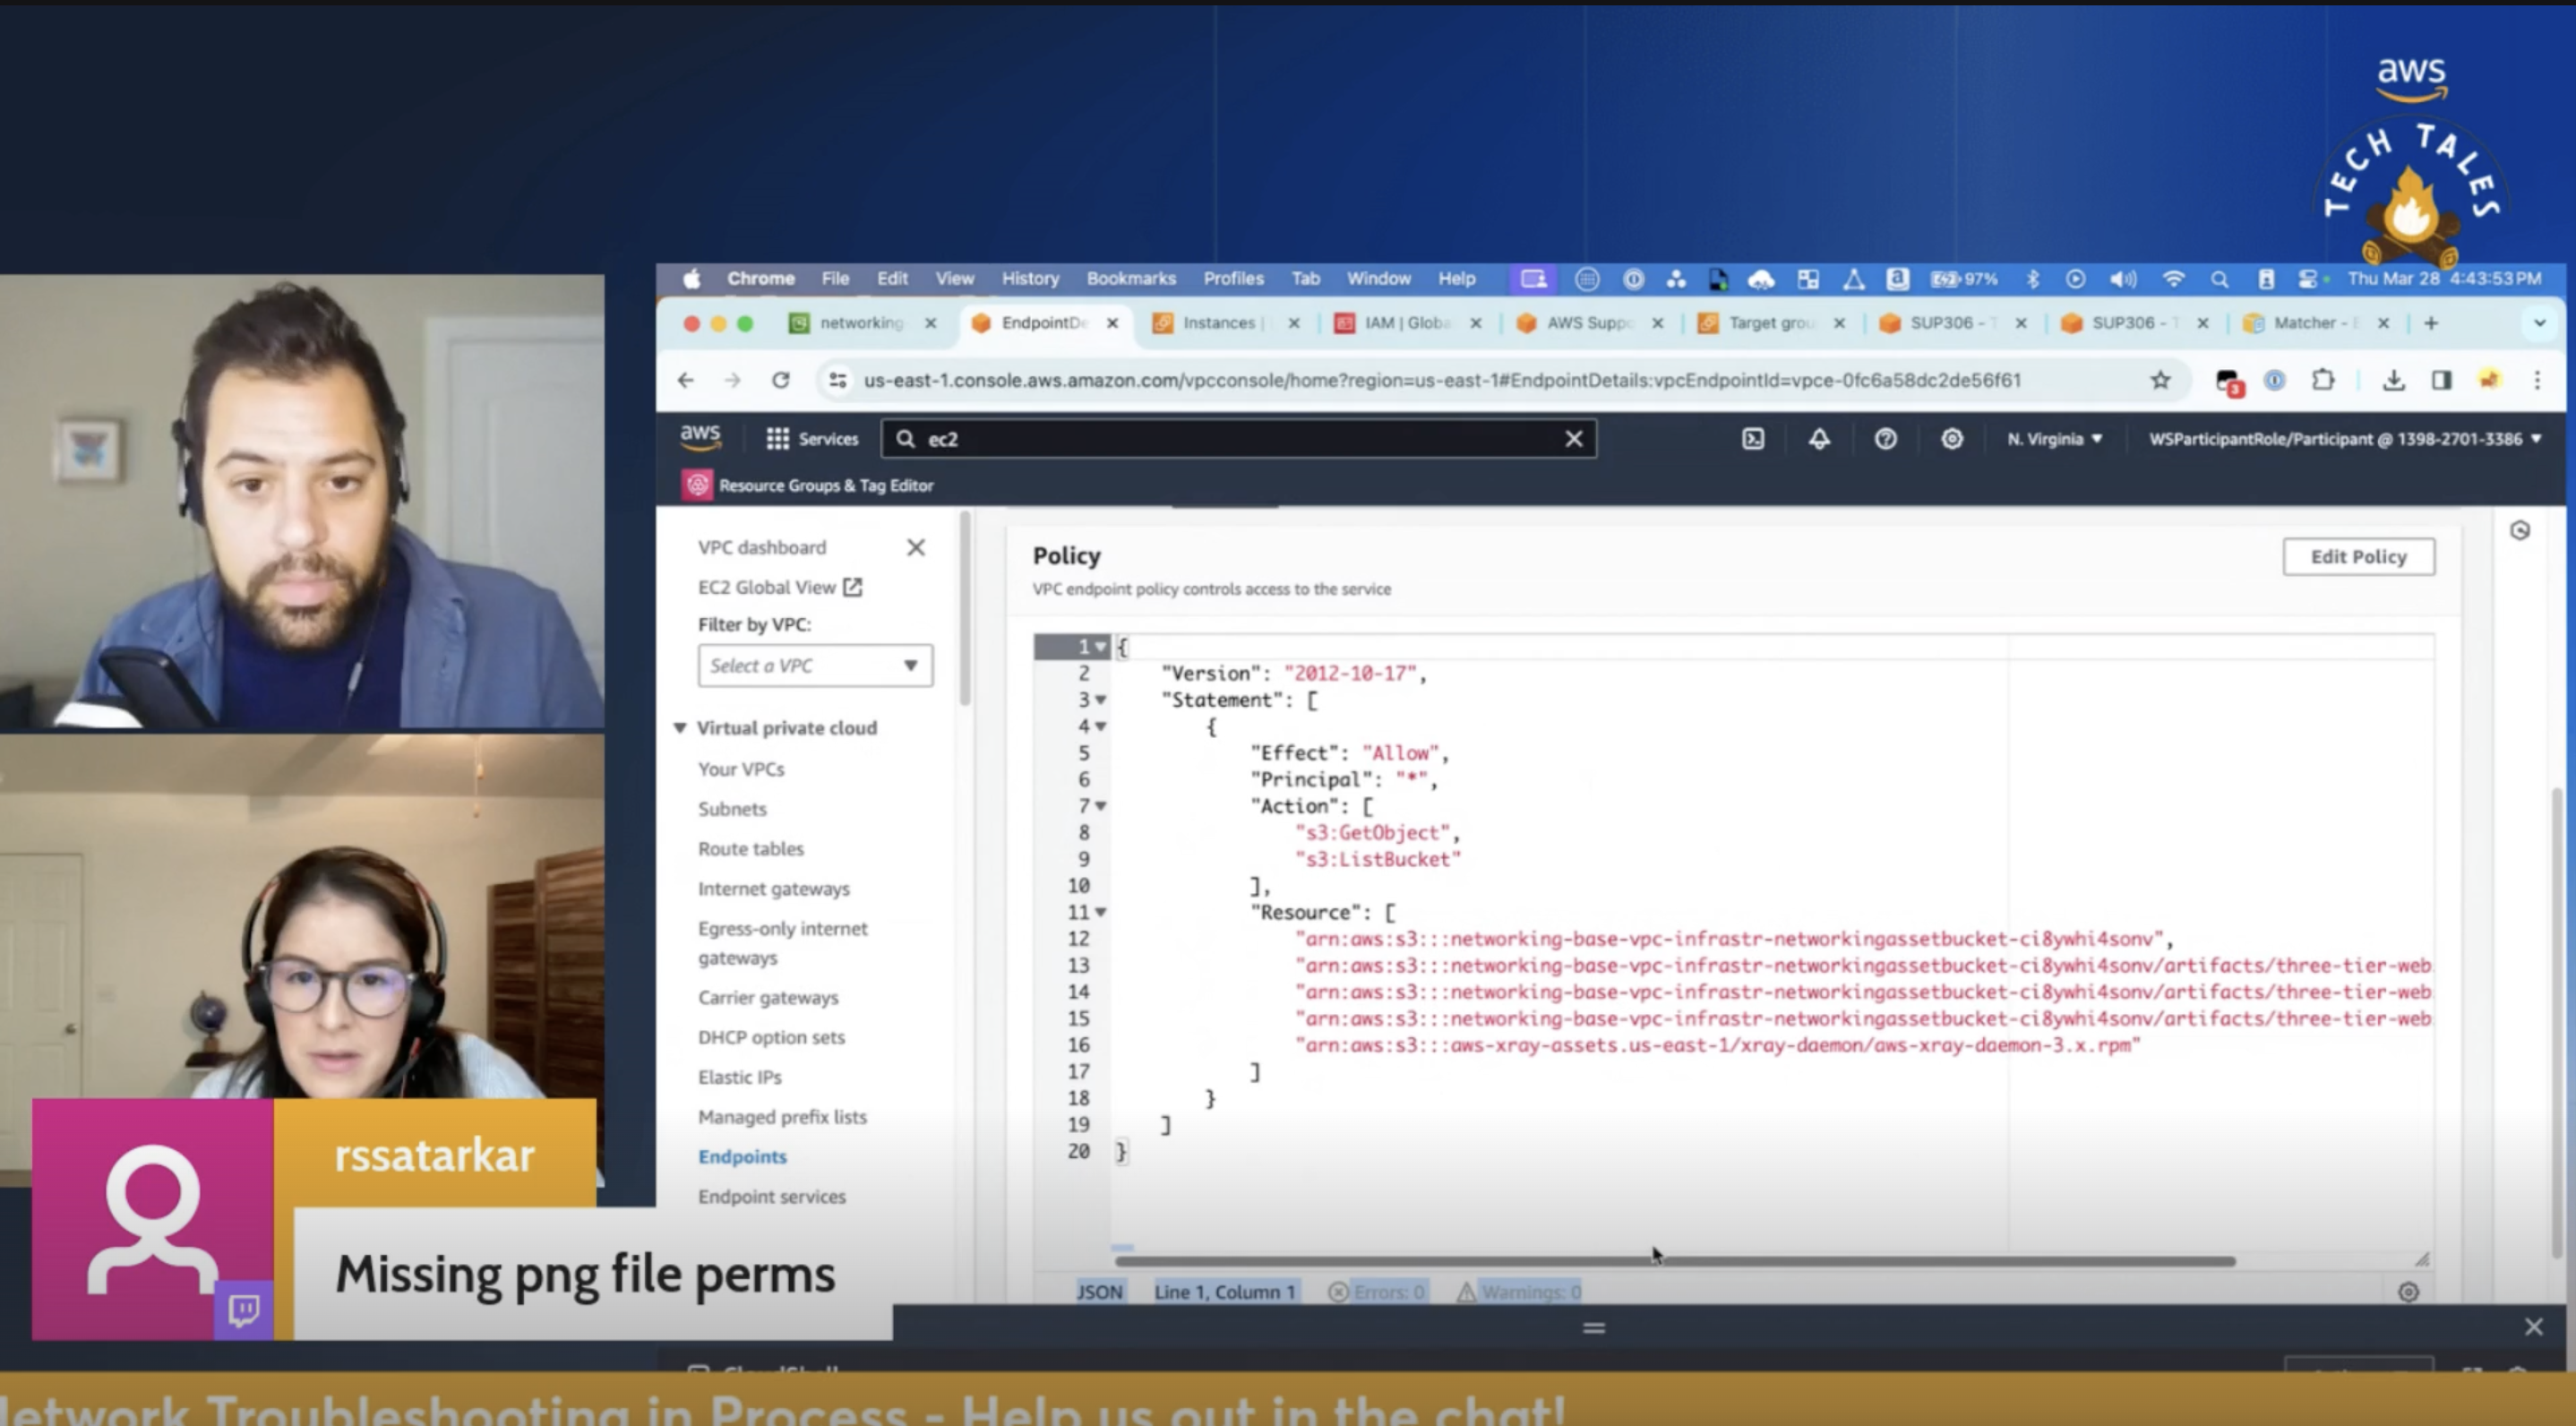 aws
TECH TALES
Chrome File Edit View History Bookmarks Profiles Tab Window Help 97% Thu Mar 28 4:43:53 PM
networking EndpointDe Instances | IAM | Globa AWS Suppo Target grou SUP306 - T SUP306 - T Matcher - E
us-east-1.console.aws.amazon.com/vpcconsole/home?region=us-east-1#EndpointDetails:vpcEndpointId=vpce-0fc6a58dc2de56f61
3
aws Services ec2 N. Virginia WSParticipantRole/Participant @ 1398-2701-3386
Resource Groups & Tag Editor
VPC dashboard
EC2 Global View
Filter by VPC:
Select a VPC
Virtual private cloud
Your VPCs
Subnets
Route tables
Internet gateways
Egress-only internet
gateways
Carrier gateways
DHCP option sets
Elastic IPs
Managed prefix lists
Endpoints
Endpoint services
Policy
Edit Policy
VPC endpoint policy controls access to the service
1 {
2 "Version": "2012-10-17",
3 "Statement": [
4 {
5 "Effect": "Allow",
6 "Principal": "*",
7 "Action": [
8 "s3:GetObject",
9 "s3:ListBucket"
10 ],
11 "Resource": [
12 "arn:aws:s3:::networking-base-vpc-infrastr-networkingassetbucket-ci8ywhi4sonv",
13 "arn:aws:s3:::networking-base-vpc-infrastr-networkingassetbucket-ci8ywhi4sonv/artifacts/three-tier-web
14 "arn:aws:s3:::networking-base-vpc-infrastr-networkingassetbucket-ci8ywhi4sonv/artifacts/three-tier-web
15 "arn:aws:s3:::networking-base-vpc-infrastr-networkingassetbucket-ci8ywhi4sonv/artifacts/three-tier-web
16 "arn:aws:s3:::aws-xray-assets.us-east-1/xray-daemon/aws-xray-daemon-3.x.rpm"
17 ]
18 }
19 ]
20 }
JSON Line 1, Column 1 Errors: 0 Warnings: 0
rssatarkar
Missing png file perms
CloudShell
etwork Troubleshooting in Process - Help us out in the chat!